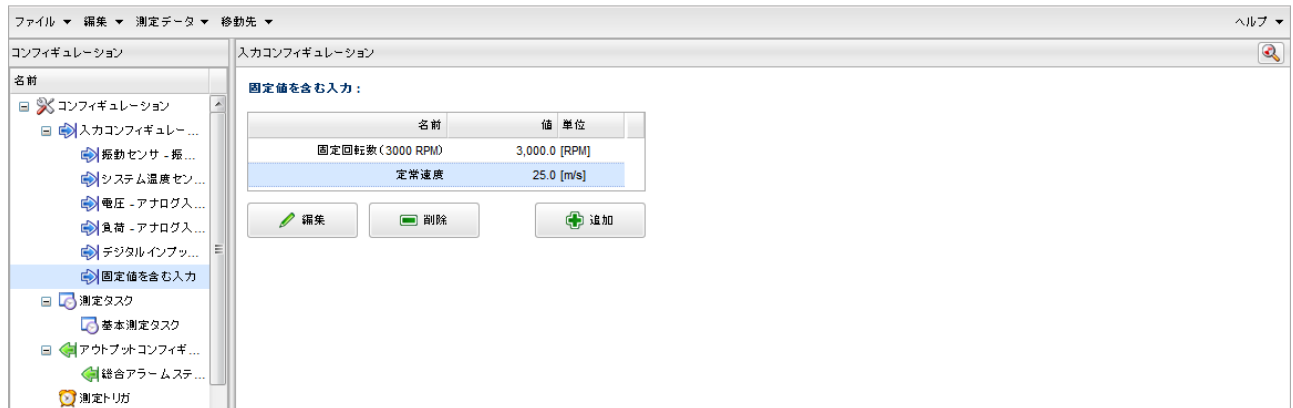 ファイル ▼ 編集 ▼ 測定データ ▼ 移動先 ▼ ヘルプ ▼
コンフィギュレーション
名前
コンフィギュレーション
入力コンフィギュレー...
振動センサ - 振...
システム温度セン...
電圧 - アナログ入...
負荷 - アナログ入...
デジタルインプッ...
固定値を含む入力
測定タスク
基本測定タスク
アウトプットコンフィギ...
総合アラームステ...
測定トリガ
入力コンフィギュレーション
固定値を含む入力：
名前 値 単位
固定回転数（3000 RPM） 3,000.0 [RPM]
定常速度 25.0 [m/s]
編集 削除 追加